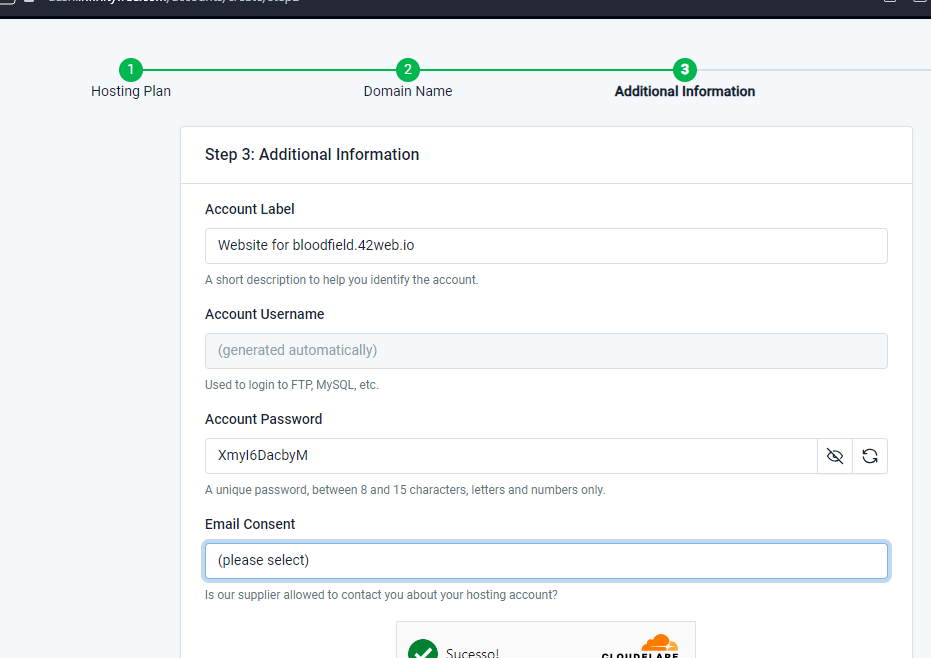 1
2
3
Hosting Plan
Domain Name
Additional Information
Step 3: Additional Information
Account Label
Website for bloodfield.42web.io
A short description to help you identify the account.
Account Username
(generated automatically)
Used to login to FTP, MySQL, etc.
Account Password
XmyI6DacbyM
A unique password, between 8 and 15 characters, letters and numbers only.
Email Consent
(please select)
Is our supplier allowed to contact you about your hosting account?
Sucesso!
CLOUDFLARE